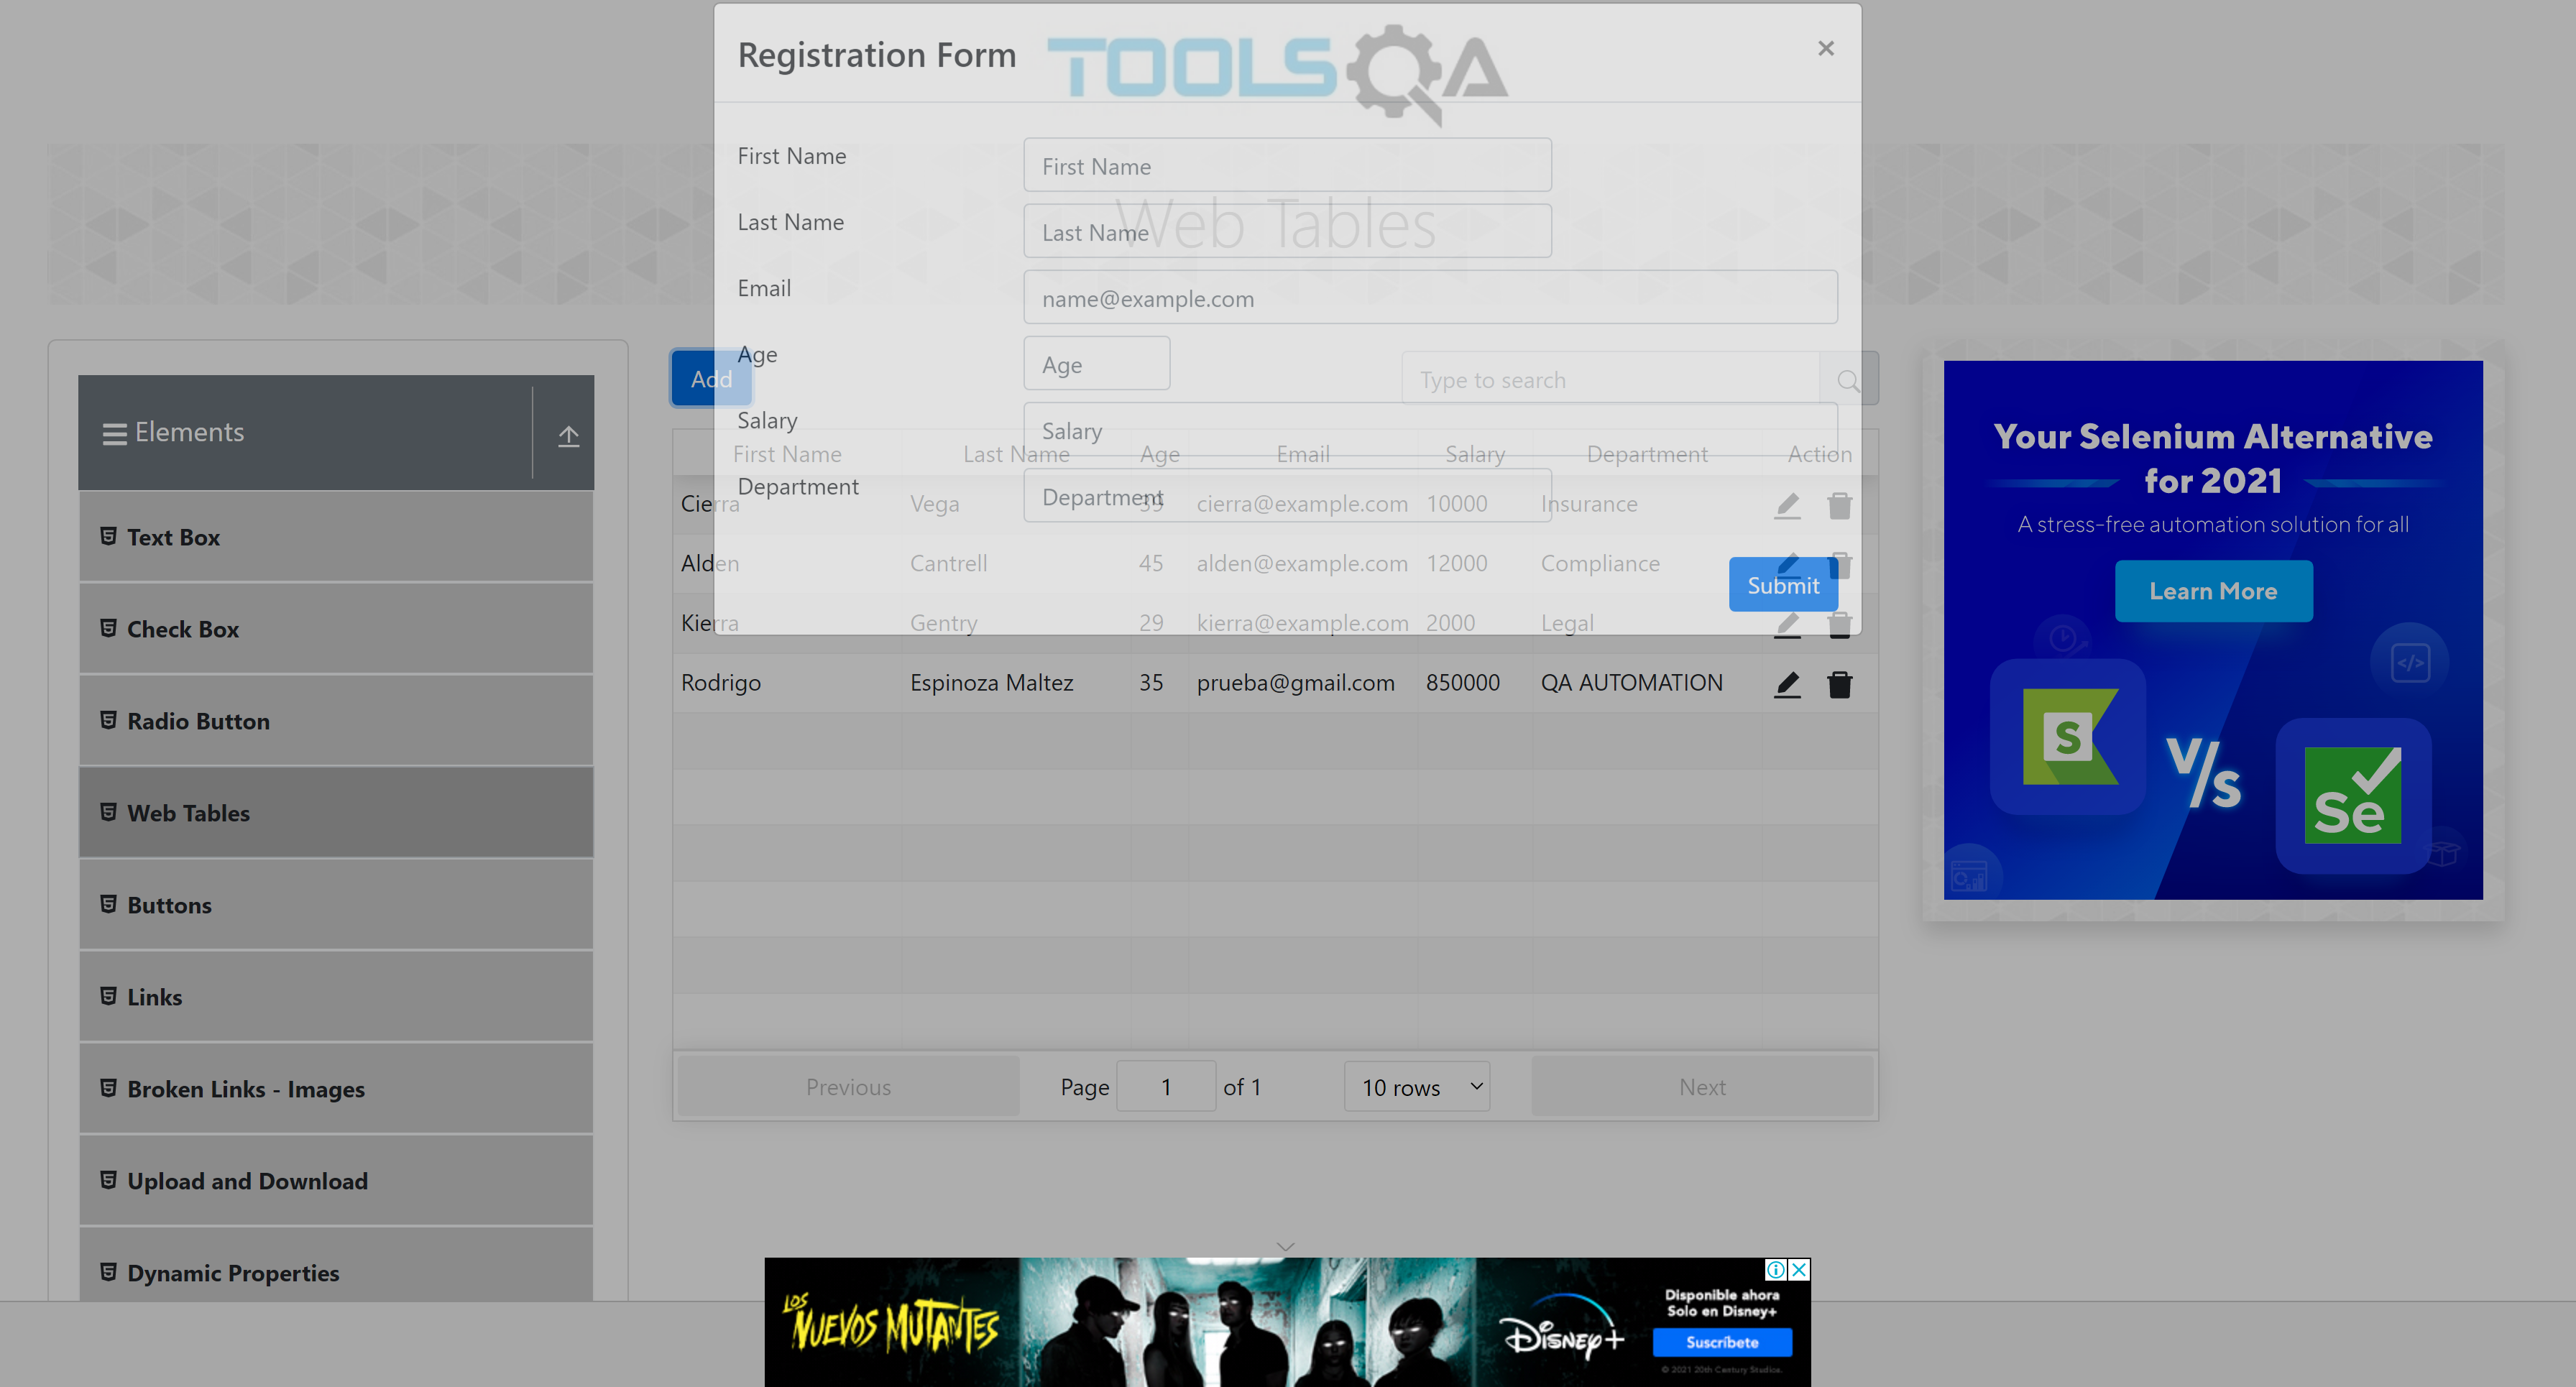 Registration Form
TOOLSQA
×
First Name
First Name
Last Name
Last Name
Web Tables
Email
name@example.com
Age
Age
Salary
Salary
Department
Department
Submit
Elements
Text Box
Check Box
Radio Button
Web Tables
Buttons
Links
Broken Links - Images
Upload and Download
Dynamic Properties
Add
Type to search
First Name Last Name Age Email Salary Department Action
Cierra Vega 39 cierra@example.com 10000 Insurance
Alden Cantrell 45 alden@example.com 12000 Compliance
Kierra Gentry 29 kierra@example.com 2000 Legal
Rodrigo Espinoza Maltez 35 prueba@gmail.com 850000 QA AUTOMATION
Previous Page 1 of 1 10 rows Next
Your Selenium Alternative
for 2021
A stress-free automation solution for all
Learn More
</>
S
V/s
Se
LOS
NUEVOS MUTANTES
Disney+
Disponible ahora
Solo en Disney+
Suscríbete
© 2021 20th Century Studios.